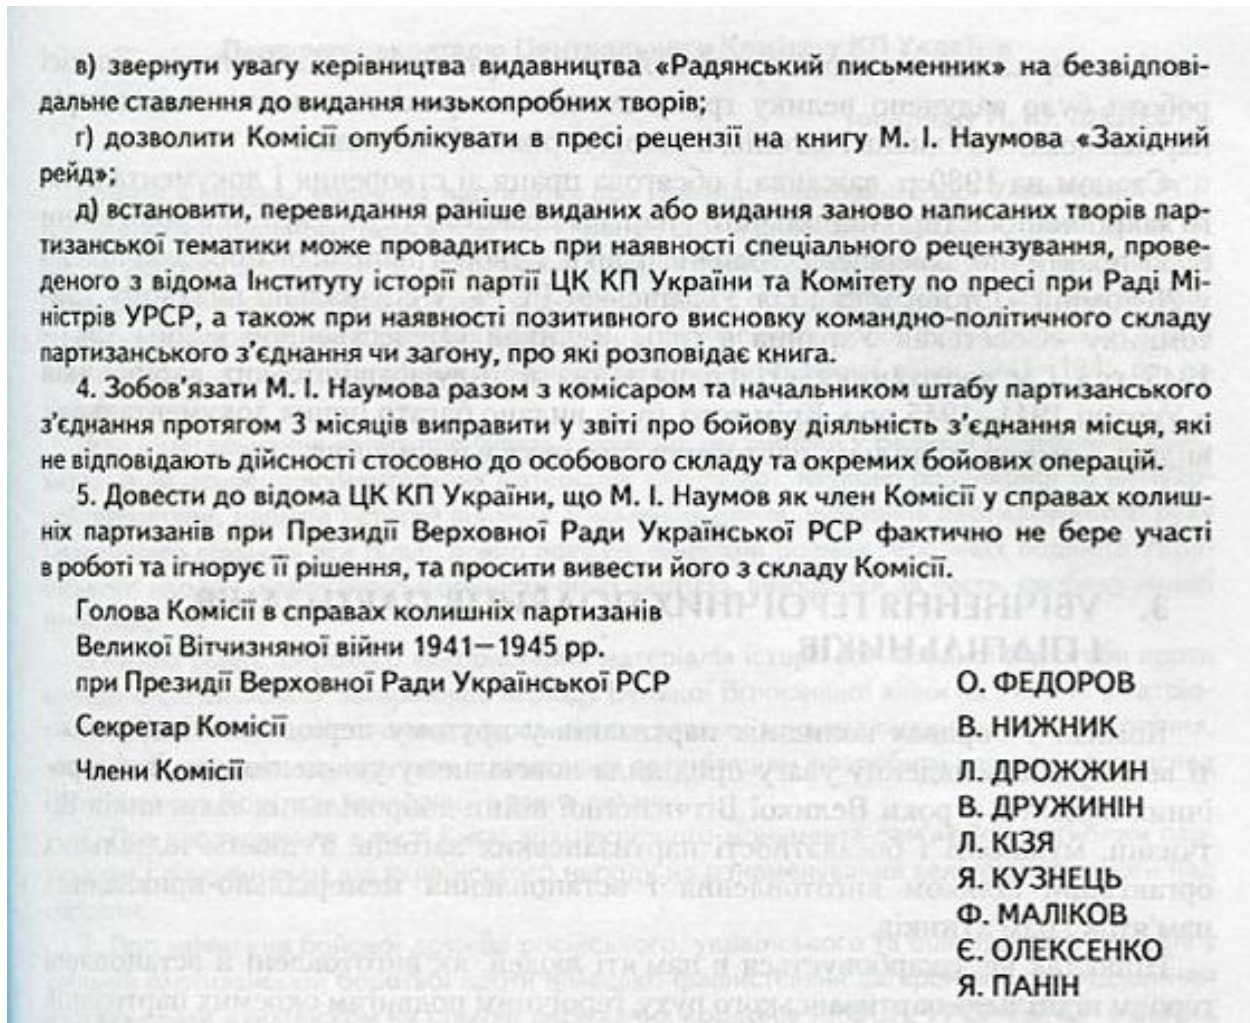 в) звернути увагу керівництва видавництва «Радянський письменник» на безвідпові-
дальне ставлення до видання низькопробних творів;
г) дозволити Комісії опублікувати в пресі рецензії на книгу М. І. Наумова «Західний
рейд»;
д) встановити, перевидання раніше виданих або видання заново написаних творів пар-
тизанської тематики може провадитись при наявності спеціального рецензування, прове-
деного з відома Інституту історії партії ЦК КП України та Комітету по пресі при Раді Мі-
ністрів УРСР, а також при наявності позитивного висновку командно-політичного складу
партизанського з’єднання чи загону, про які розповідає книга.
4. Зобов’язати М. І. Наумова разом з комісаром та начальником штабу партизанського
з’єднання протягом 3 місяців виправити у звіті про бойову діяльність з’єднання місця, які
не відповідають дійсності стосовно до особового складу та окремих бойових операцій.
5. Довести до відома ЦК КП України, що М. І. Наумов як член Комісії у справах колиш-
ніх партизанів при Президії Верховної Ради Української РСР фактично не бере участі
в роботі та ігнорує її рішення, та просити вивести його з складу Комісії.
Голова Комісії в справах колишніх партизанів
Великої Вітчизняної війни 1941—1945 рр.
при Президії Верховної Ради Української РСР О. ФЕДОРОВ
Секретар Комісії В. НИЖНИК
Члени Комісії Л. ДРОЖЖИН
В. ДРУЖИНІН
Л. КІЗЯ
Я. КУЗНЕЦЬ
Ф. МАЛІКОВ
Є. ОЛЕКСЕНКО
Я. ПАНІН